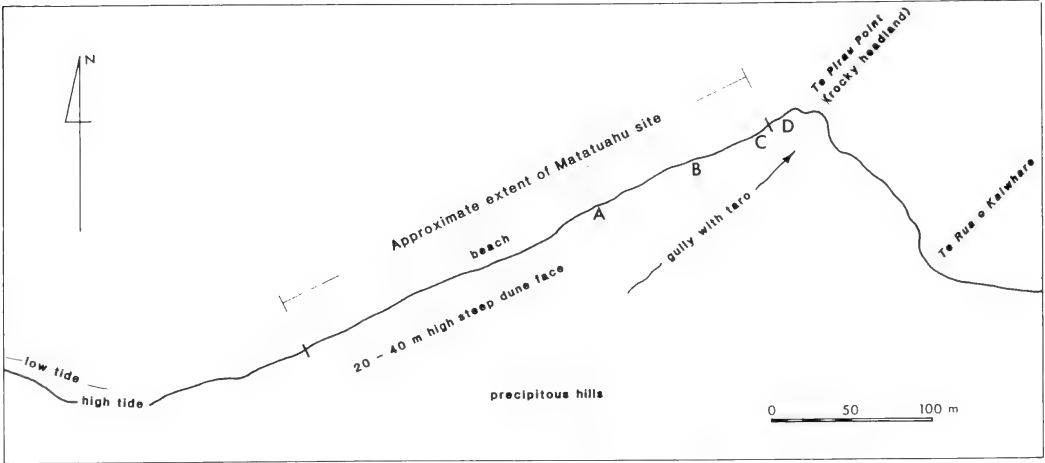 N
Te Pirau Point
(rocky headland)
Approximate extent of Matatuahu site
D
C
B
A
gully with taro
beach
Te Rua o Kaiwhare
20 - 40 m high steep dune face
low tide
high tide
precipitous hills
0 50 100 m